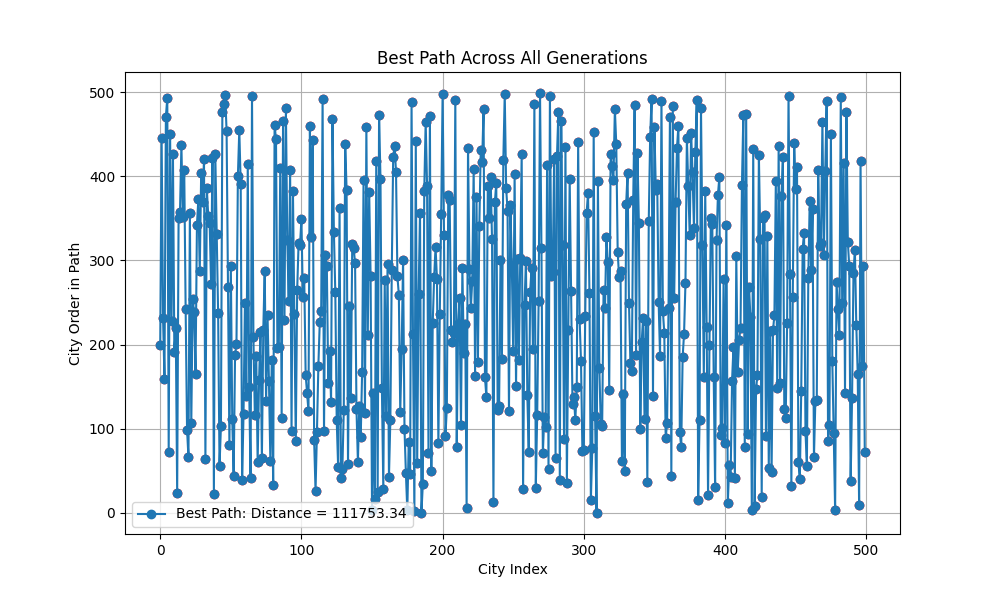 Best Path Across All Generations
City Order in Path
500
400
300
200
100
0
Best Path: Distance = 111753.34
0 100 200 300 400 500
City Index